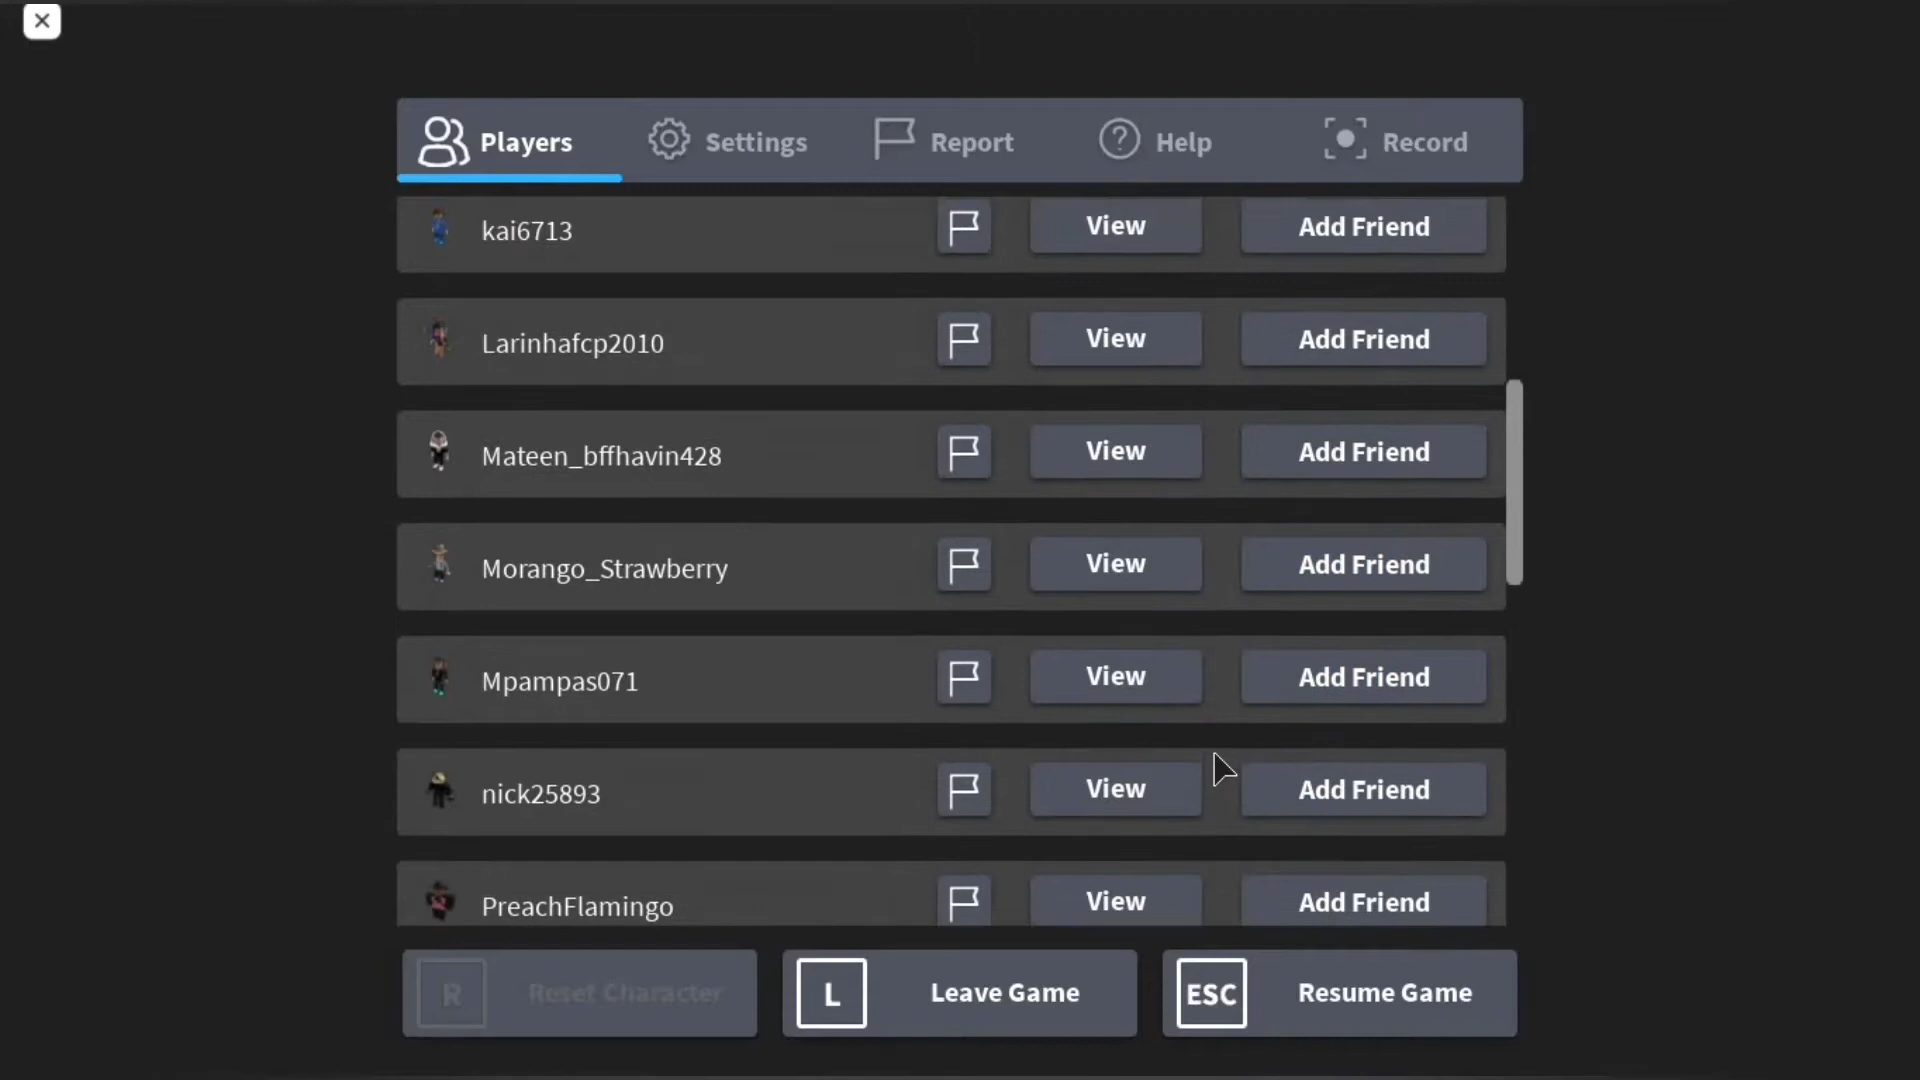 Players Settings Report Help Record
kai6713 View Add Friend
Larinhafcp2010 View Add Friend
Mateen_bffhavin428 View Add Friend
Morango_Strawberry View Add Friend
Mpampas071 View Add Friend
nick25893 View Add Friend
PreachFlamingo View Add Friend
R Reset Character L Leave Game ESC Resume Game